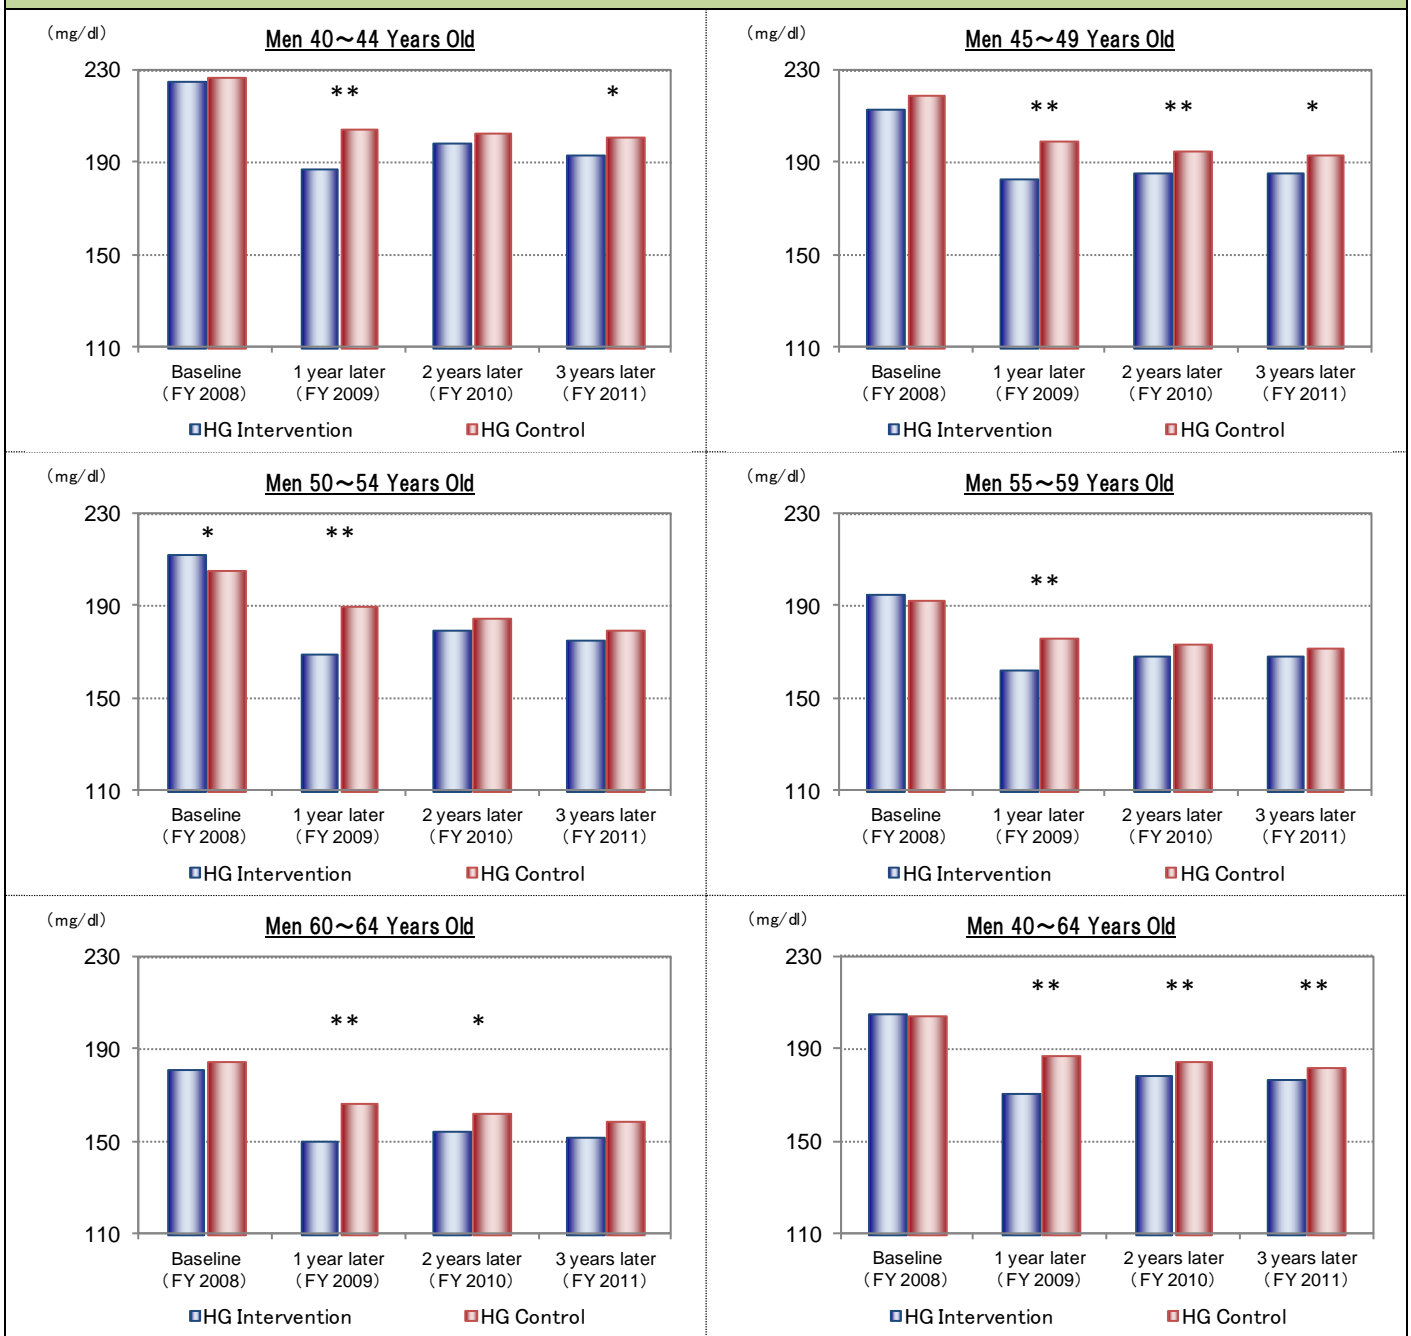 (mg/dl)
Men 40～44 Years Old
230
190
150
110
** *
Baseline 1 year later 2 years later 3 years later
(FY 2008) (FY 2009) (FY 2010) (FY 2011)
HG Intervention HG Control
(mg/dl)
Men 45～49 Years Old
230
190
150
110
** ** *
Baseline 1 year later 2 years later 3 years later
(FY 2008) (FY 2009) (FY 2010) (FY 2011)
HG Intervention HG Control
(mg/dl)
Men 50～54 Years Old
230
190
150
110
* **
Baseline 1 year later 2 years later 3 years later
(FY 2008) (FY 2009) (FY 2010) (FY 2011)
HG Intervention HG Control
(mg/dl)
Men 55～59 Years Old
230
190
150
110
**
Baseline 1 year later 2 years later 3 years later
(FY 2008) (FY 2009) (FY 2010) (FY 2011)
HG Intervention HG Control
(mg/dl)
Men 60～64 Years Old
230
190
150
110
** *
Baseline 1 year later 2 years later 3 years later
(FY 2008) (FY 2009) (FY 2010) (FY 2011)
HG Intervention HG Control
(mg/dl)
Men 40～64 Years Old
230
190
150
110
** ** **
Baseline 1 year later 2 years later 3 years later
(FY 2008) (FY 2009) (FY 2010) (FY 2011)
HG Intervention HG Control